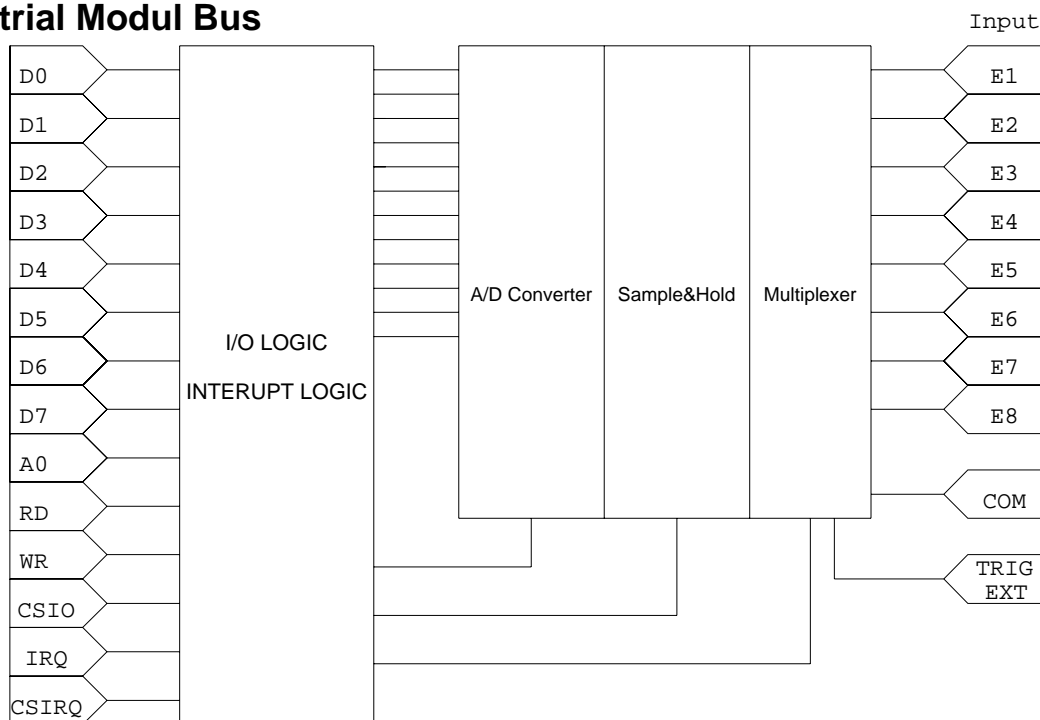 trial Modul Bus
Input
D0
D1
D2
D3
D4
D5
D6
D7
A0
RD
WR
CSIO
IRQ
CSIRQ
I/O LOGIC
INTERUPT LOGIC
A/D Converter
Sample&Hold
Multiplexer
E1
E2
E3
E4
E5
E6
E7
E8
COM
TRIG
EXT